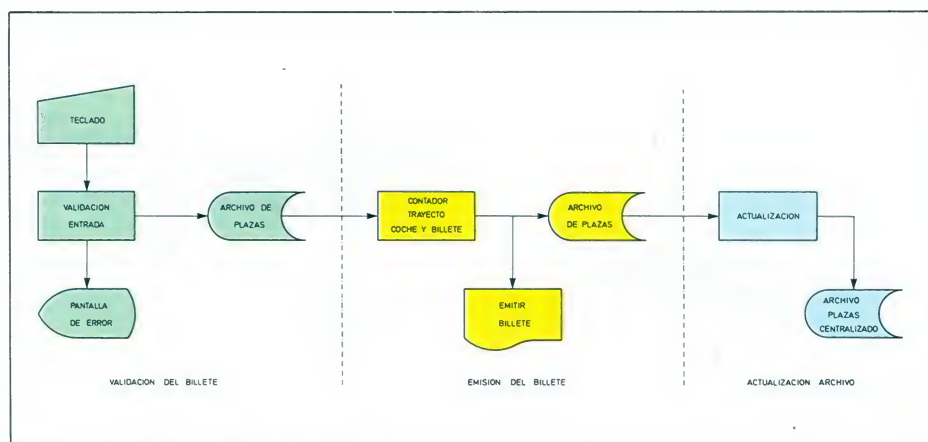 TECLADO
VALIDACION
ENTRADA
PANTALLA
DE ERROR
ARCHIVO DE
PLAZAS
VALIDACION DEL BILLETE
CONTADOR
TRAYECTO
COCHE Y BILLETE
ARCHIVO
DE PLAZAS
EMITIR
BILLETE
EMISION DEL BILLETE
ACTUALIZACION
ARCHIVO
PLAZAS
CENTRALIZADO
ACTUALIZACION ARCHIVO